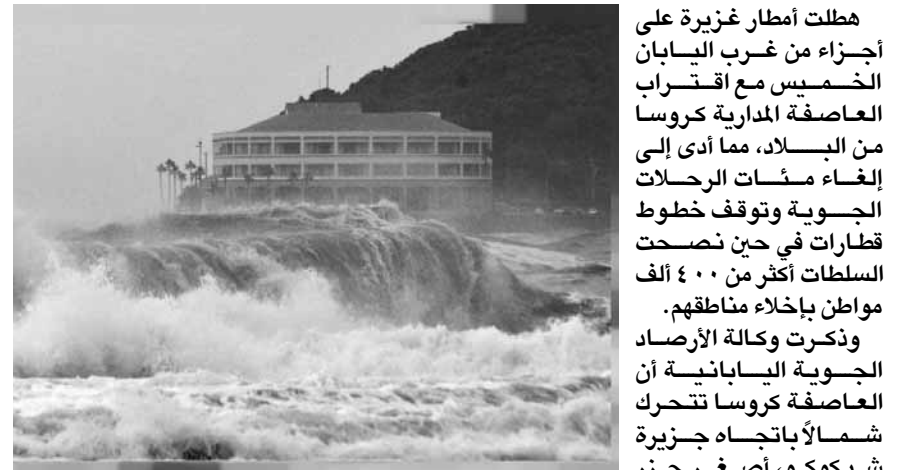 هطلت أمطار غزيرة على
أجزاء من غرب اليابان
الخميس مع اقتراب
العاصفة المدارية كروسا
من البلاد، مما أدى إلى
إلغاء مئات الرحلات
الجوية وتوقف خطوط
قطارات في حين نصحت
السلطات أكثر من ٤٠٠ ألف
مواطن بإخلاء مناطقهم.
وذكرت وكالة الأرصاد
الجوية اليابانية أن
العاصفة كروسا تتحرك
شمالاً باتجاه جزيرة